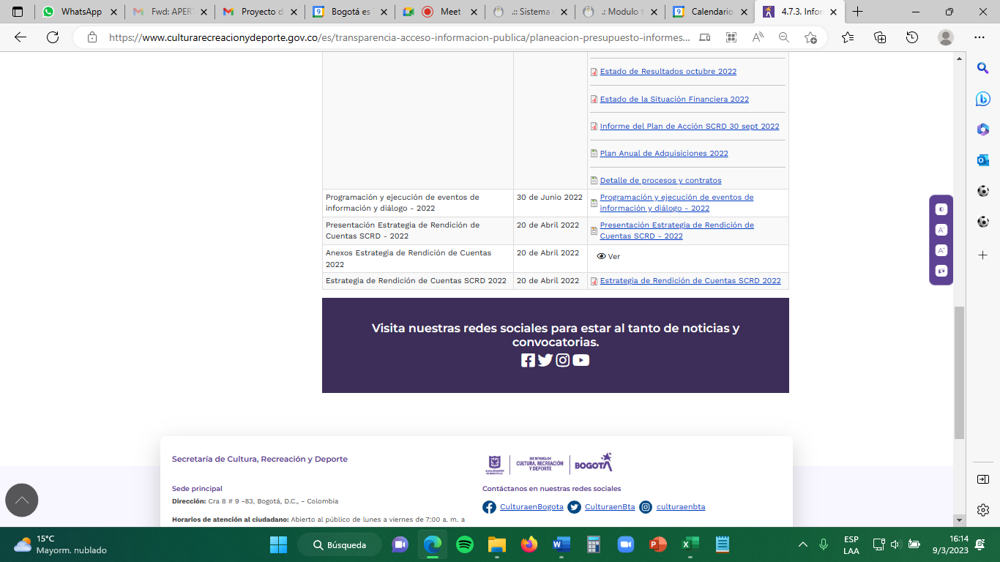 WhatsApp
Fwd: APER
Proyecto d
Bogotá es
Meet
.:: Sistema
.: Modulo t
Calendario
4.7.3. Infor
https://www.culturarecreacionydeporte.gov.co/es/transparencia-acceso-informacion-publica/planeacion-presupuesto-informes...
Estado de Resultados octubre 2022
Estado de la Situación Financiera 2022
Informe del Plan de Acción SCRD 30 sept 2022
Plan Anual de Adquisiciones 2022
Detalle de procesos y contratos
Programación y ejecución de eventos de
información y diálogo - 2022
30 de Junio 2022
Programación y ejecución de eventos de
información y diálogo - 2022
Presentación Estrategia de Rendición de
Cuentas SCRD - 2022
20 de Abril 2022
Presentación Estrategia de Rendición de
Cuentas SCRD - 2022
Anexos Estrategia de Rendición de Cuentas
2022
20 de Abril 2022
Ver
Estrategia de Rendición de Cuentas SCRD 2022
20 de Abril 2022
Estrategia de Rendición de Cuentas SCRD 2022
Visita nuestras redes sociales para estar al tanto de noticias y
convocatorias.
Secretaría de Cultura, Recreación y Deporte
SECRETARÍA DE
CULTURA, RECREACIÓN
Y DEPORTE
BOGOTÁ
Sede principal
Dirección: Cra 8 # 9 -83, Bogotá, D.C., - Colombia
Horarios de atención al ciudadano: Abierto al público de lunes a viernes de 7:00 a. m. a
Contáctanos en nuestras redes sociales
CulturaenBogota
CulturaenBta
culturaenbta
15°C
Mayorm. nublado
Búsqueda
ESP
LAA
16:14
9/3/2023